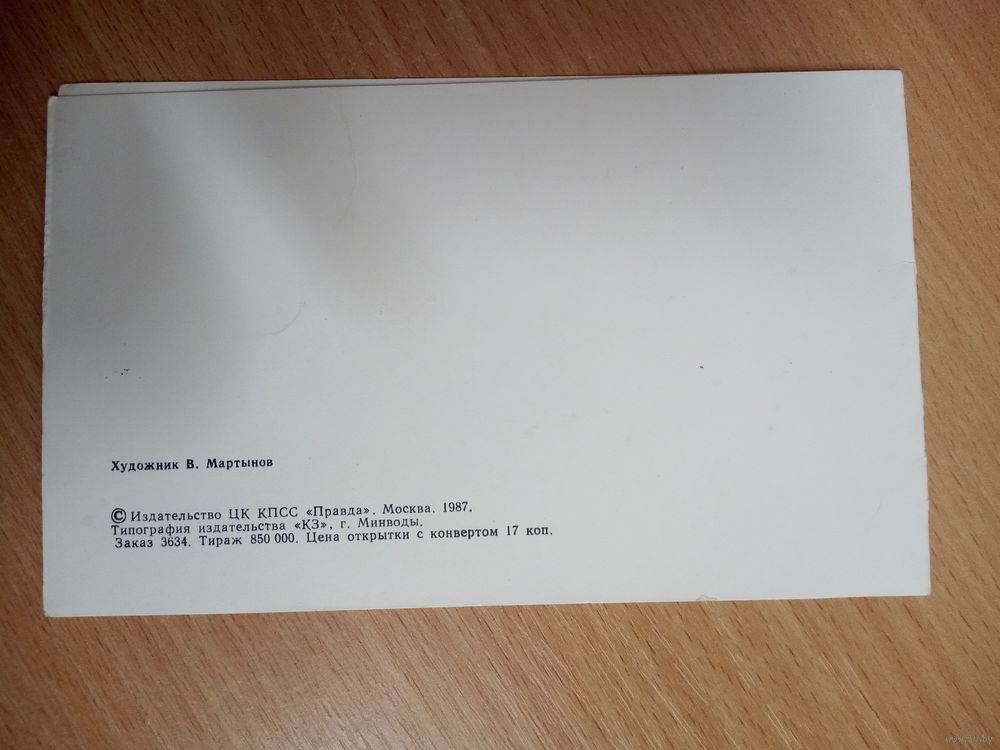 Художник В. Мартынов
© Издательство ЦК КПСС «Правда». Москва. 1987.
Типография издательства «КЗ», г. Минводы.
Заказ 3634. Тираж 850 000. Цена открытки с конвертом 17 коп.